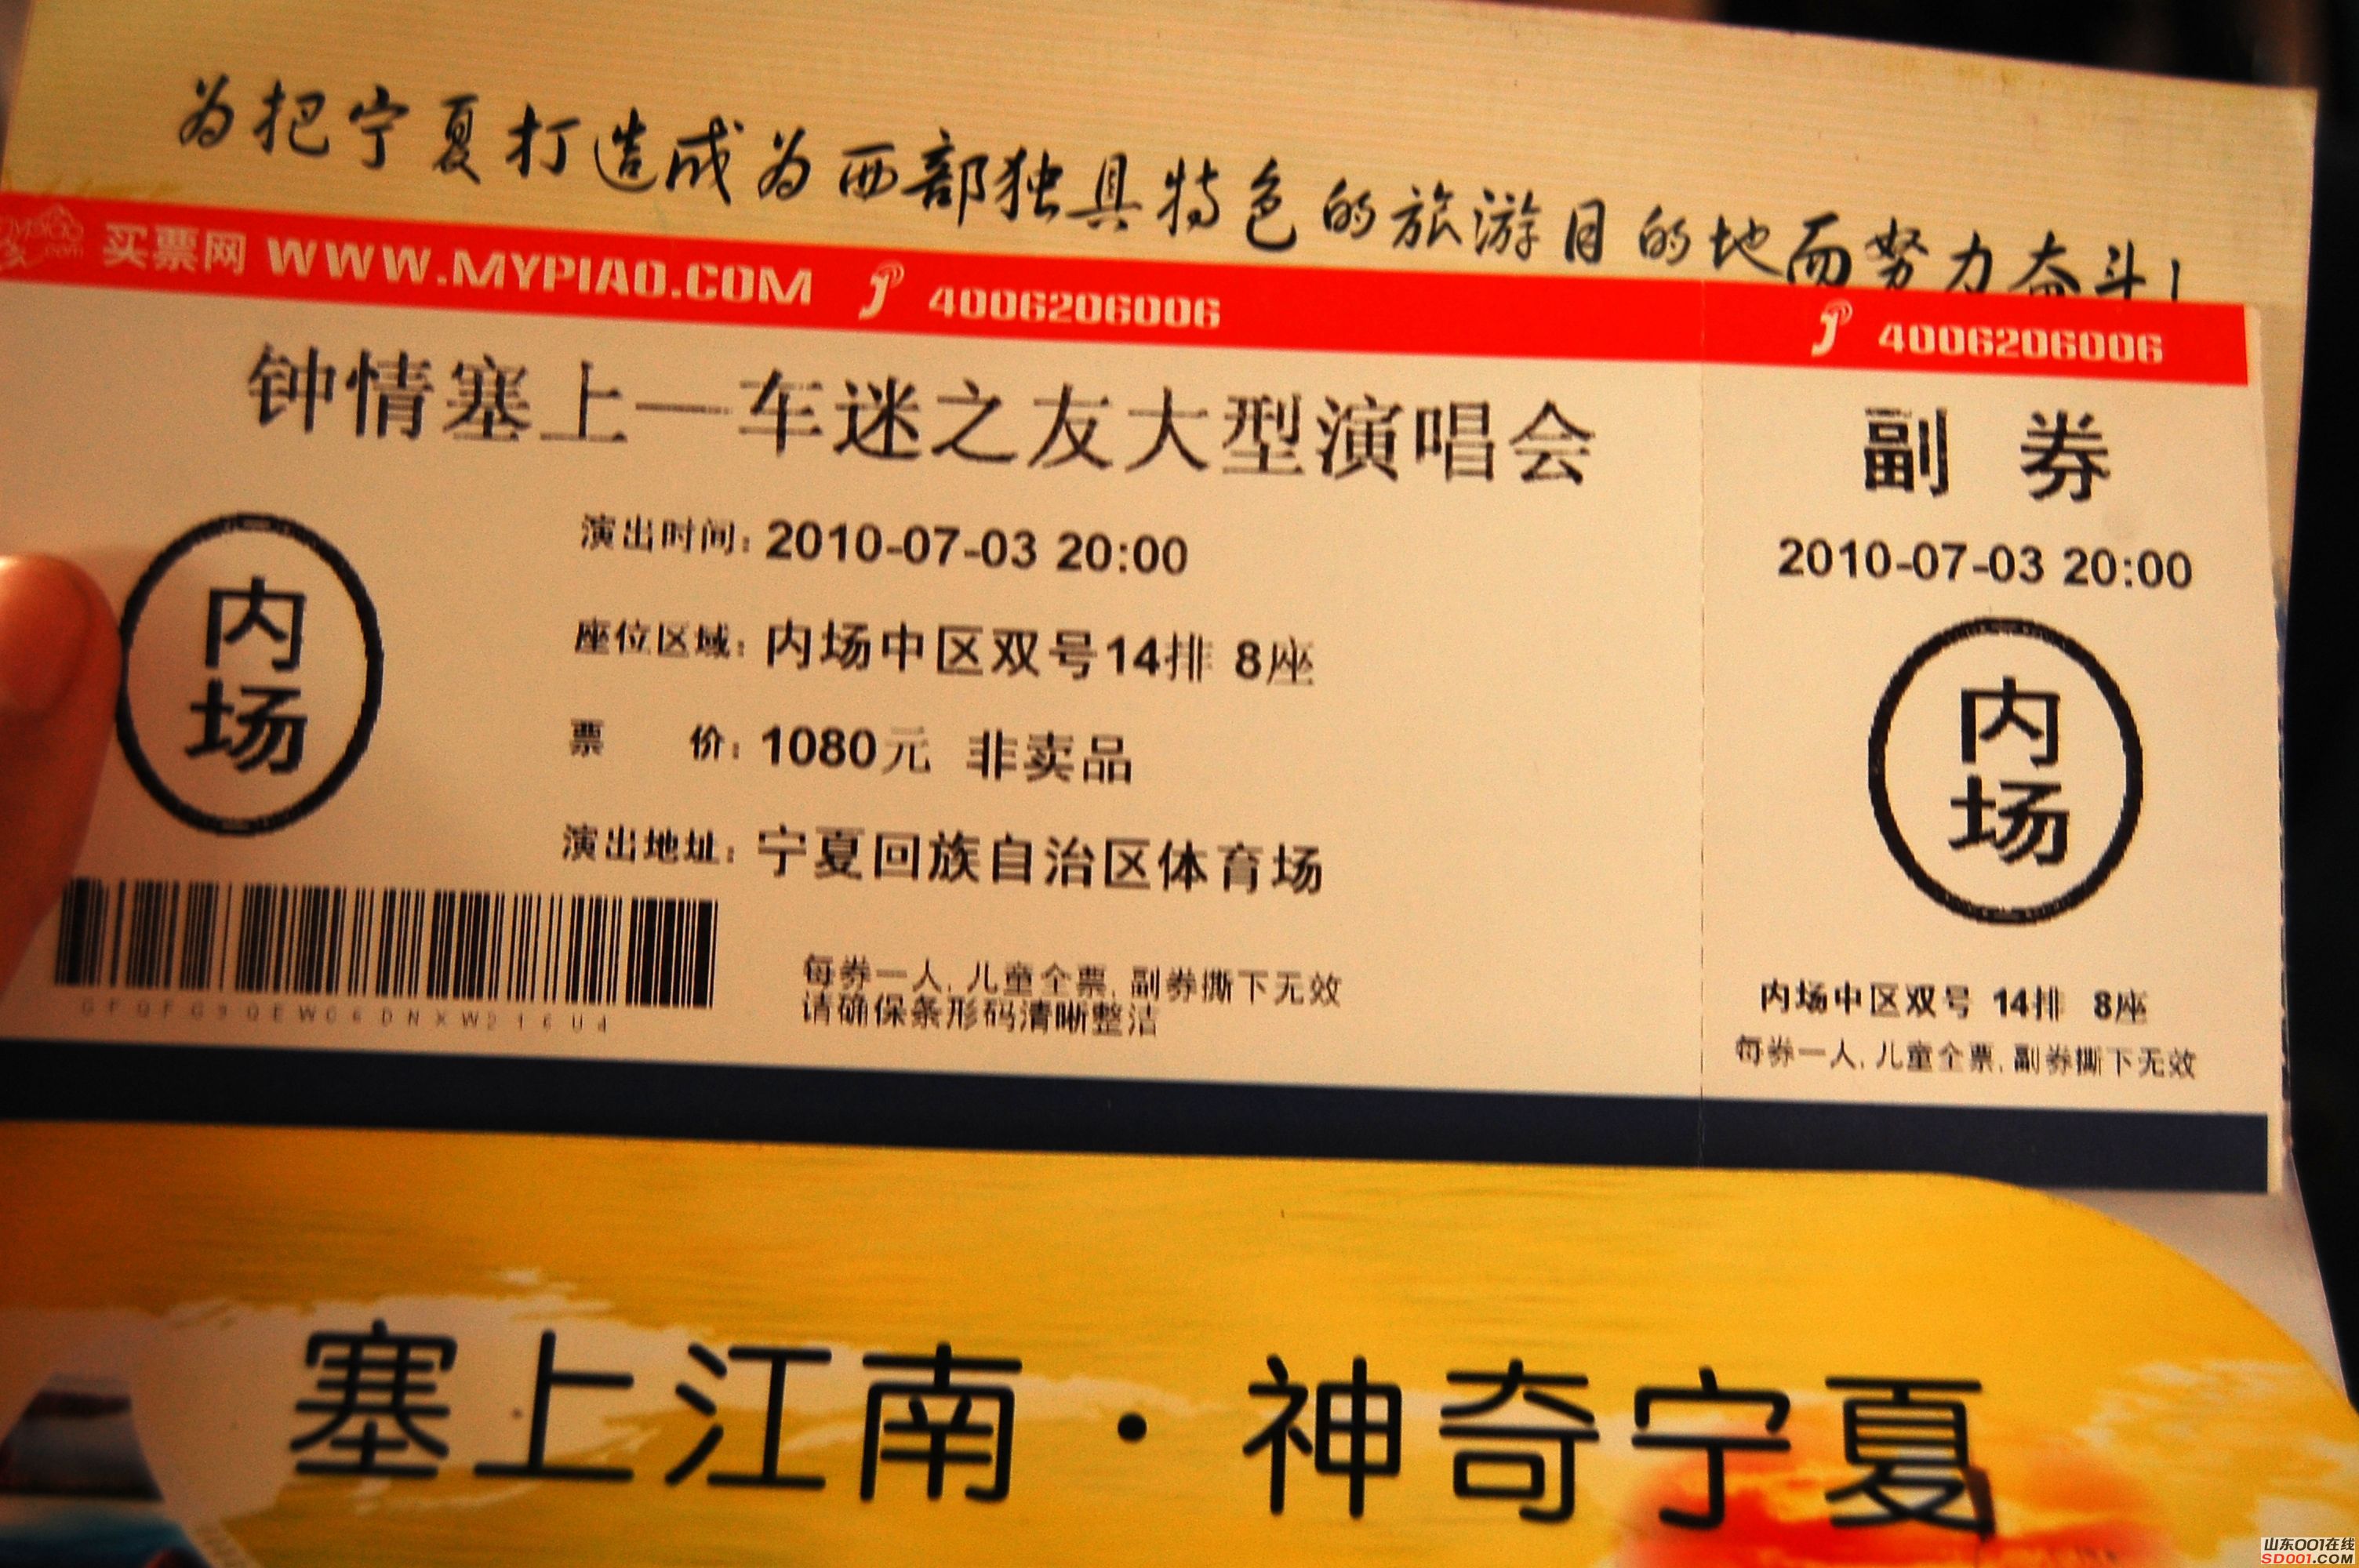 为把宁夏打造成为西部独具特色的旅游目的地而努力奋斗!
买票网 WWW.MYPIAO.COM 4006206006
4006206006
钟情塞上—车迷之友大型演唱会
演出时间: 2010-07-03 20:00
座位区域: 内场中区双号14排 8座
票 价: 1080元 非卖品
演出地址: 宁夏回族自治区体育场
内
场
每券一人, 儿童全票, 副券撕下无效
请确保条形码清晰整洁
副 券
2010-07-03 20:00
内
场
内场中区双号 14排 8座
每券一人, 儿童全票, 副券撕下无效
塞上江南·神奇宁夏
山东001在线
SD001.COM